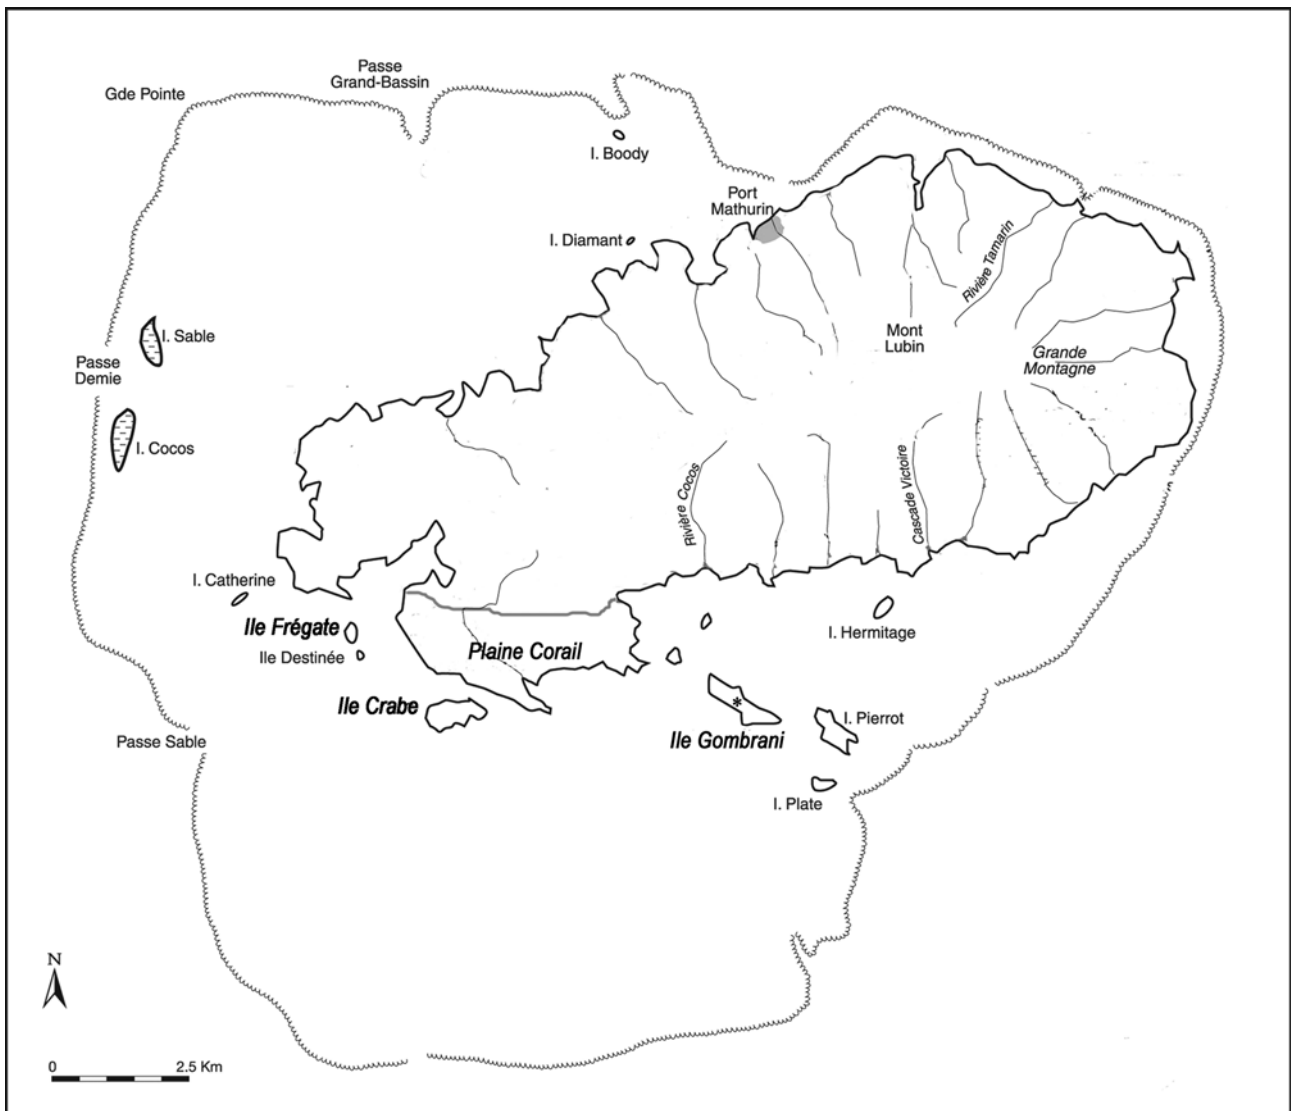 Passe
Grand-Bassin
Gde Pointe
I. Boody
Port
Mathurin
I. Diamant
Rivière Tamarin
I. Sable
Mont
Lubin
Passe
Demie
Grande
Montagne
I. Cocos
Rivière Cocos
Cascade Victoire
I. Catherine
Ile Frégate
I. Hermitage
Ile Destinée
Plaine Corail
Ile Crabe
*
I. Pierrot
Passe Sable
Ile Gombrani
I. Plate
N
0 2.5 Km